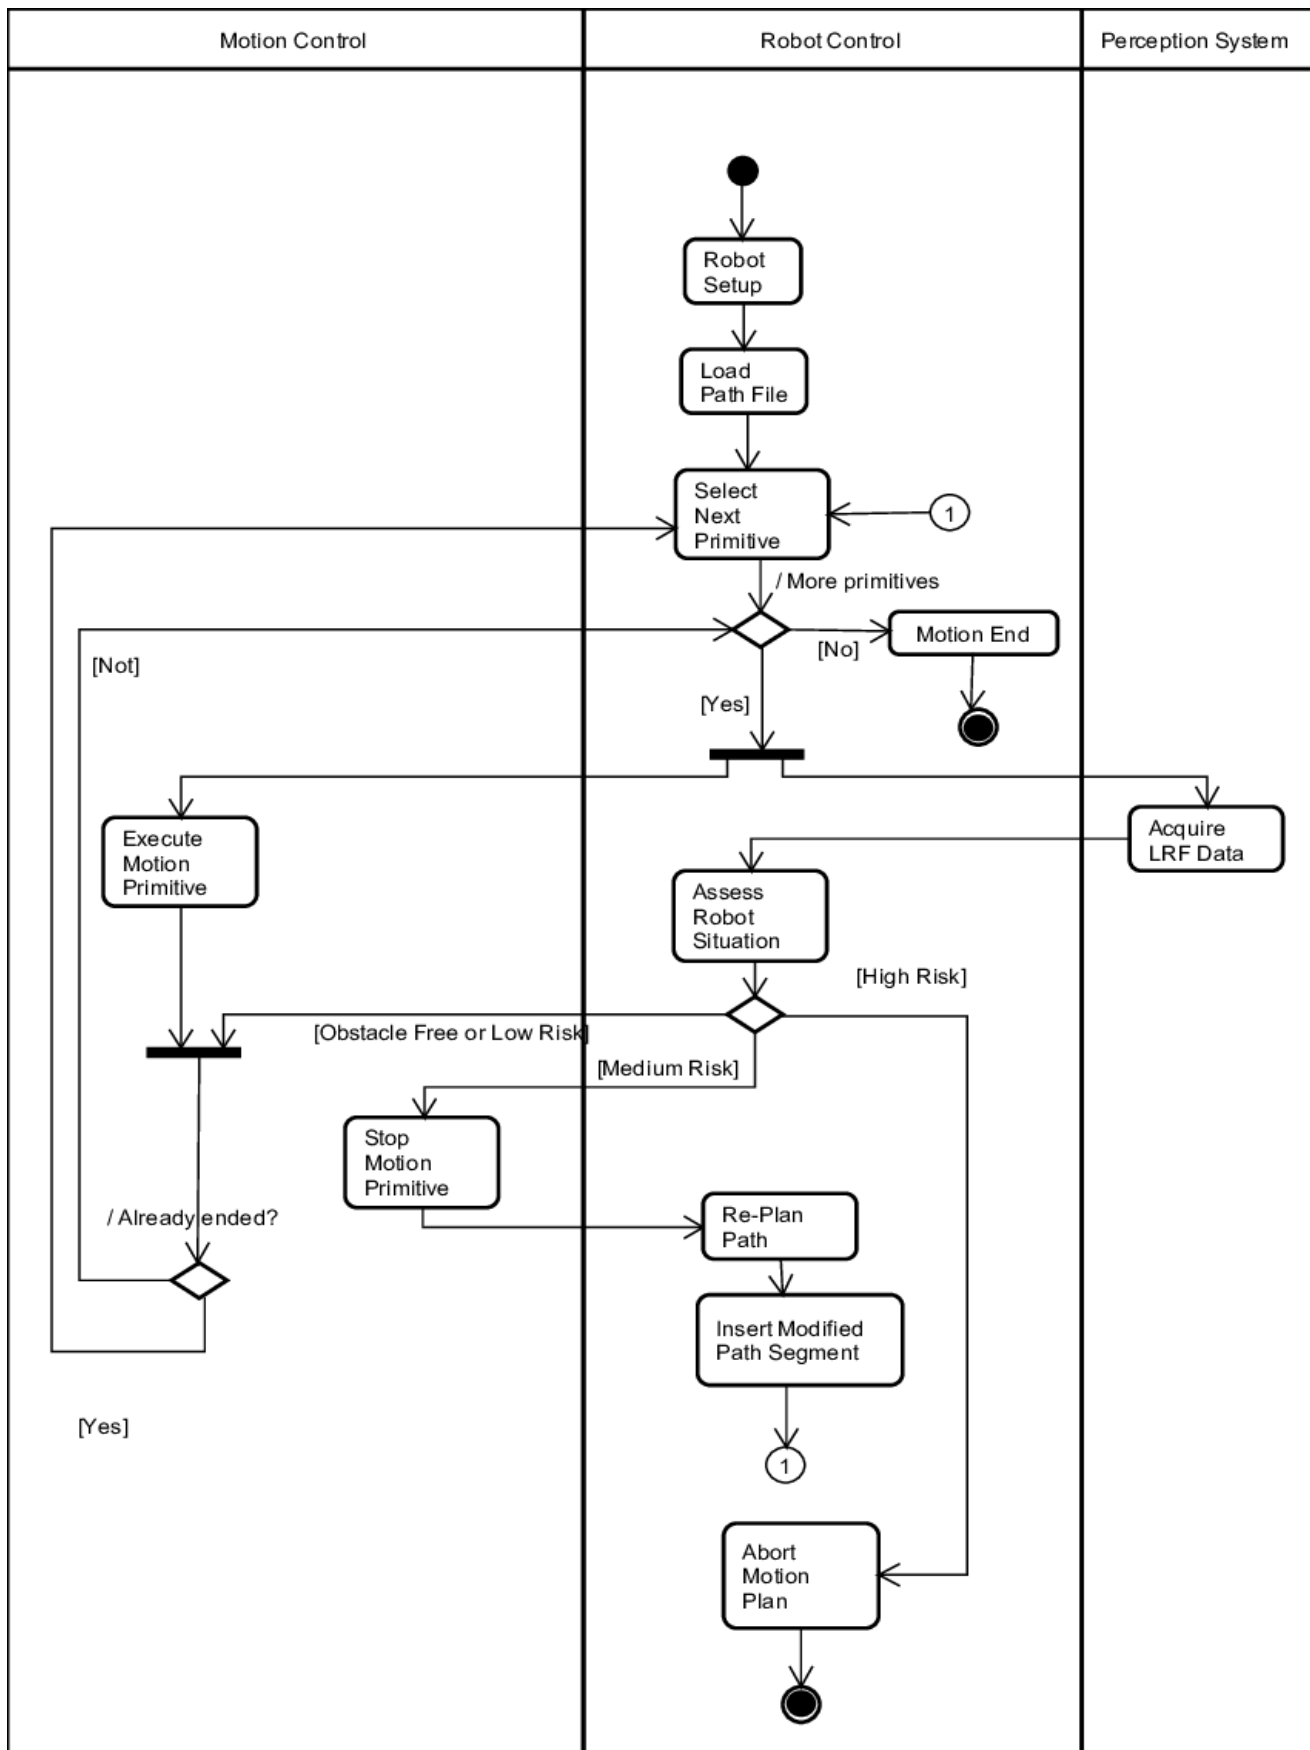 Motion Control
Robot Control
Perception System
Robot
Setup
Load
Path File
Select
Next
Primitive
1
/ More primitives
[No]
Motion End
[Not]
[Yes]
Execute
Motion
Primitive
Acquire
LRF Data
Assess
Robot
Situation
[High Risk]
[Obstacle Free or Low Risk]
[Medium Risk]
Stop
Motion
Primitive
/ Already ended?
Re-Plan
Path
Insert Modified
Path Segment
[Yes]
1
Abort
Motion
Plan